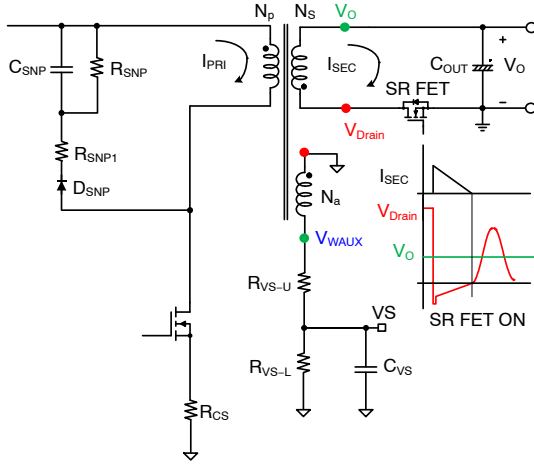 Np
NS
VO
CSNP
RSNP
IPRI
ISEC
SR FET
COUT
+
VO
−
RSNP1
DSNP
VDrain
Na
VWAUX
RVS−U
VS
RVS−L
CVS
RCS
ISEC
VDrain
VO
SR FET ON